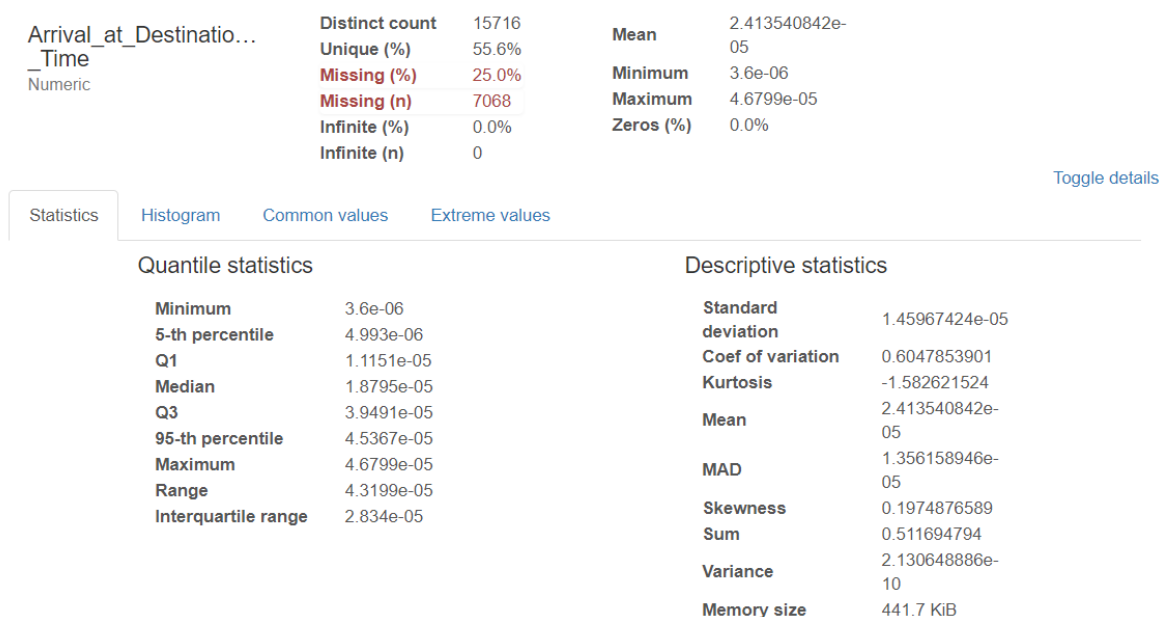 Arrival_at_Destinatio…
_Time
Numeric
Distinct count 15716
Unique (%) 55.6%
Missing (%) 25.0%
Missing (n) 7068
Infinite (%) 0.0%
Infinite (n) 0
Mean 2.413540842e-
05
Minimum 3.6e-06
Maximum 4.6799e-05
Zeros (%) 0.0%
Toggle details
Statistics Histogram Common values Extreme values
Quantile statistics
Minimum 3.6e-06
5-th percentile 4.993e-06
Q1 1.1151e-05
Median 1.8795e-05
Q3 3.9491e-05
95-th percentile 4.5367e-05
Maximum 4.6799e-05
Range 4.3199e-05
Interquartile range 2.834e-05
Descriptive statistics
Standard
deviation 1.45967424e-05
Coef of variation 0.6047853901
Kurtosis -1.582621524
Mean 2.413540842e-
05
MAD 1.356158946e-
05
Skewness 0.1974876589
Sum 0.511694794
Variance 2.130648886e-
10
Memory size 441.7 KiB